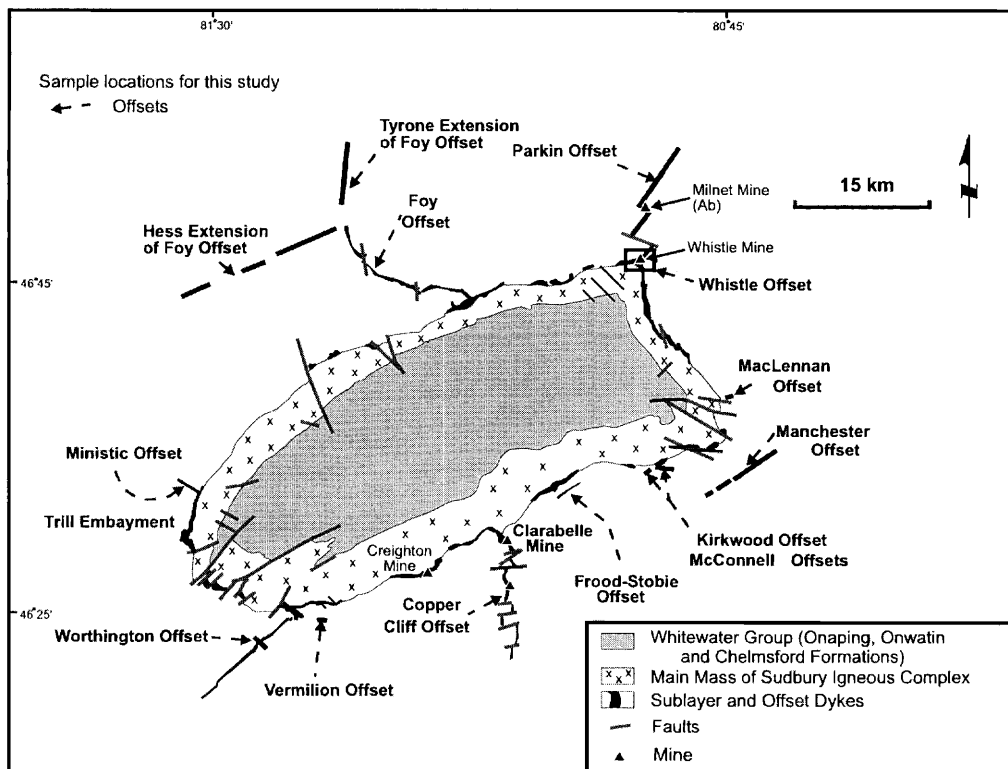 81°30'
80°45'
Sample locations for this study
Offsets
Tyrone Extension
of Foy Offset
Parkin Offset
15 km
Milnet Mine
(Ab)
Foy
Offset
Hess Extension
of Foy Offset
Whistle Mine
46°45'
Whistle Offset
MacLennan
Offset
Manchester
Offset
Ministic Offset
Trill Embayment
Clarabelle
Mine
Kirkwood Offset
McConnell Offsets
Creighton
Mine
Frood-Stobie
Offset
Copper
Cliff Offset
46°25'
Worthington Offset
Vermilion Offset
Whitewater Group (Onaping, Onwatin
and Chelmsford Formations)
x x x Main Mass of Sudbury Igneous Complex
Sublayer and Offset Dykes
Faults
Mine